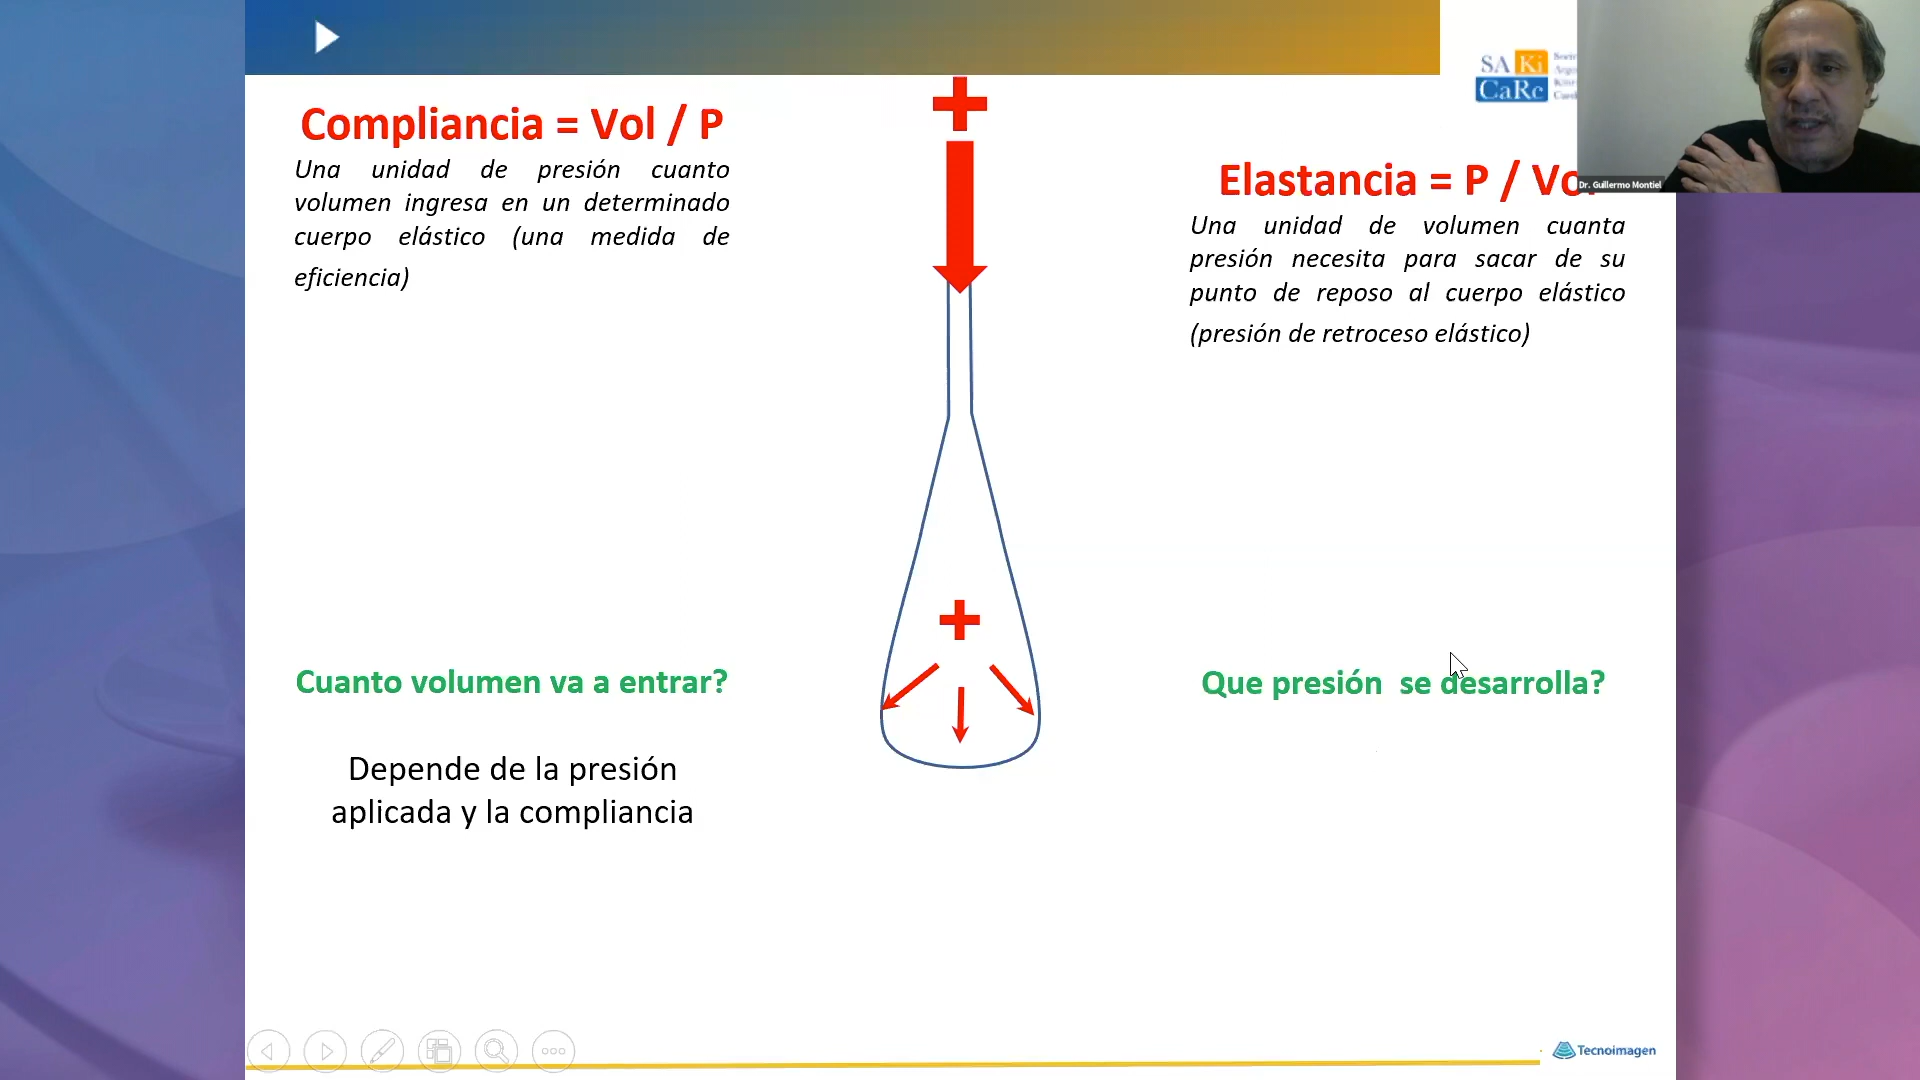 Compliancia = Vol / P
Una unidad de presión cuanto
volumen ingresa en un determinado
cuerpo elástico (una medida de
eficiencia)
SA Ki
CaRc
Dr. Guillermo Montiel
Elastancia = P / Vol
Una unidad de volumen cuanta
presión necesita para sacar de su
punto de reposo al cuerpo elástico
(presión de retroceso elástico)
Cuanto volumen va a entrar?
Depende de la presión
aplicada y la compliancia
Que presión se desarrolla?
Tecnoimagen